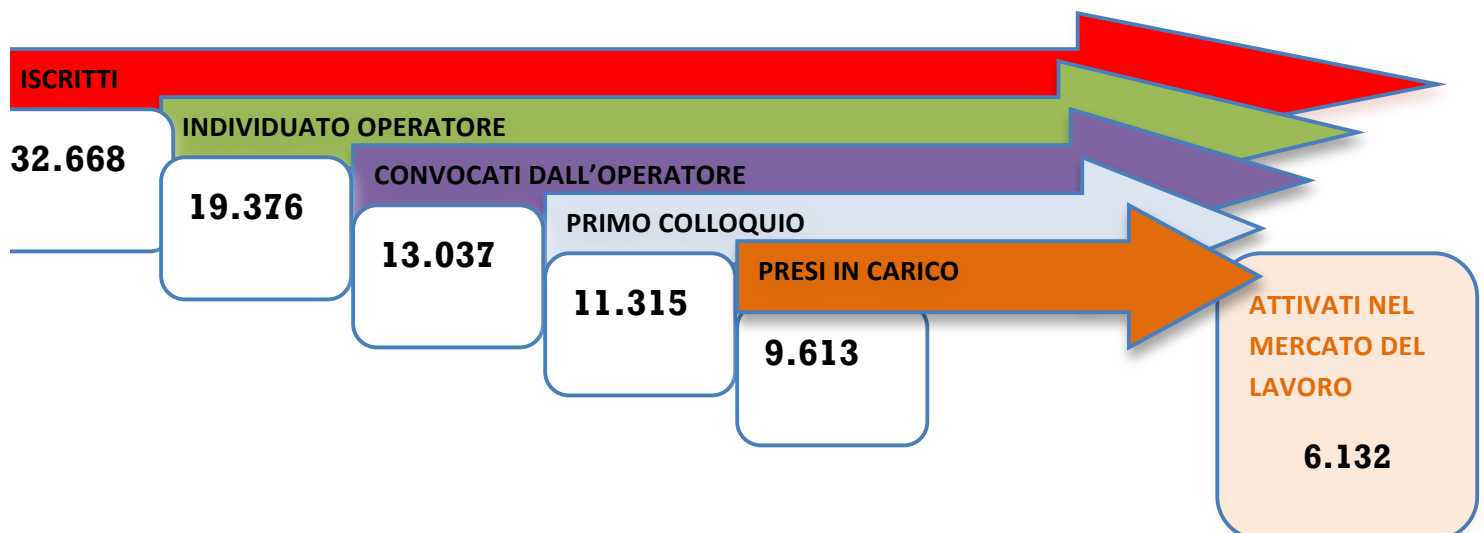 ISCRITTI
32.668
INDIVIDUATO OPERATORE
19.376
CONVOCATI DALL’OPERATORE
13.037
PRIMO COLLOQUIO
11.315
PRESI IN CARICO
9.613
ATTIVATI NEL
MERCATO DEL
LAVORO
6.132